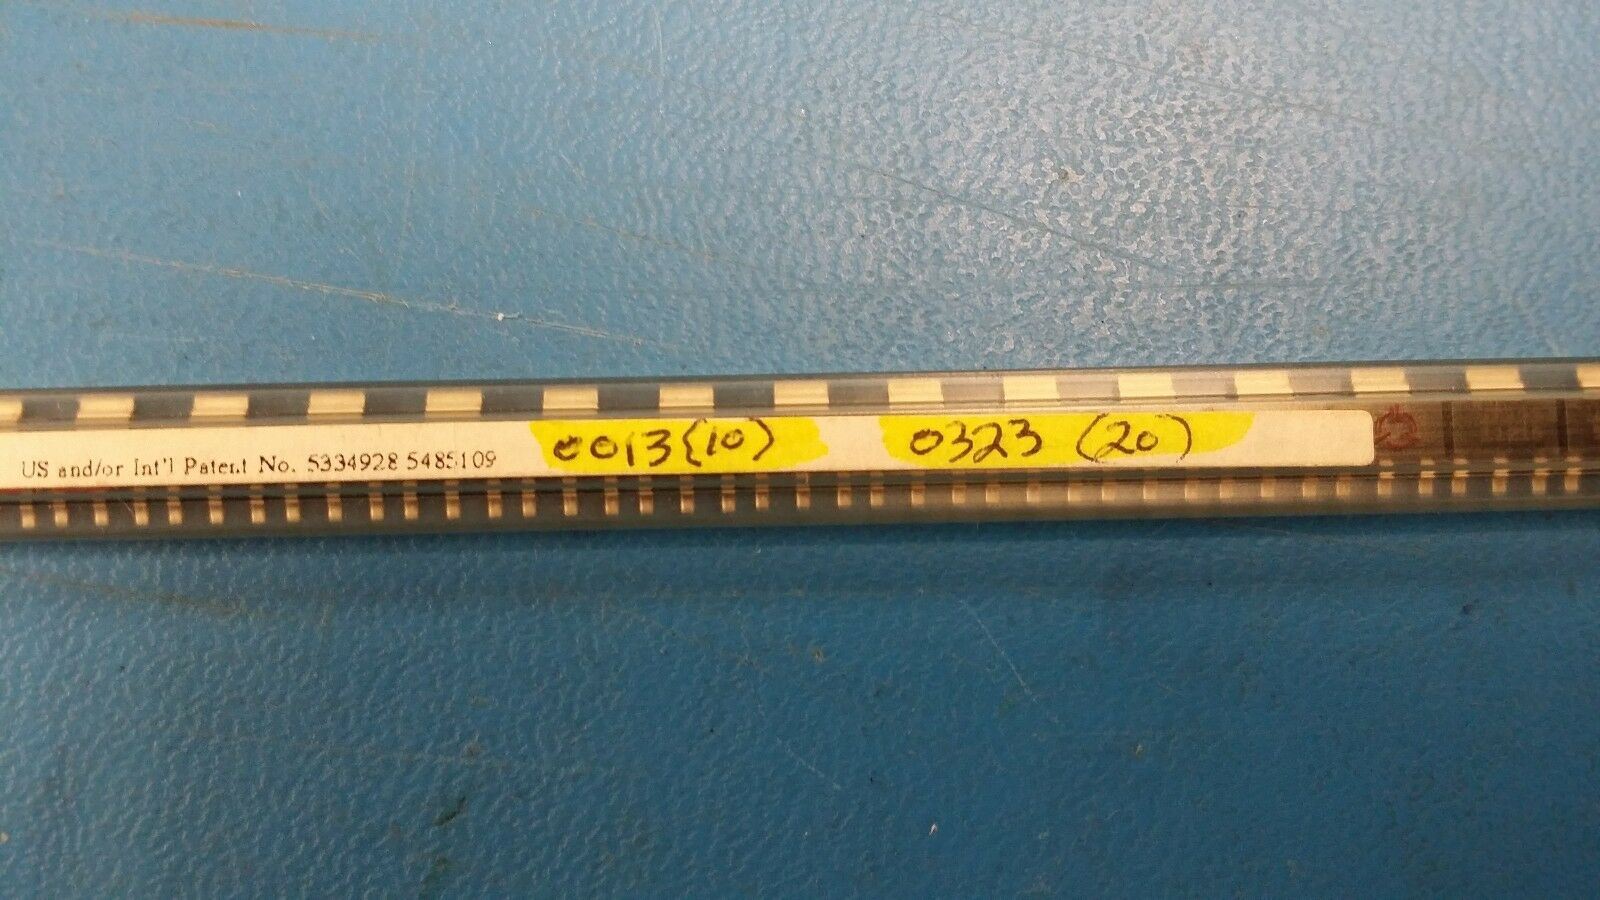 US and/or Int'l Patent No. 5334928 5485109 0013 (10) 0323 (20)